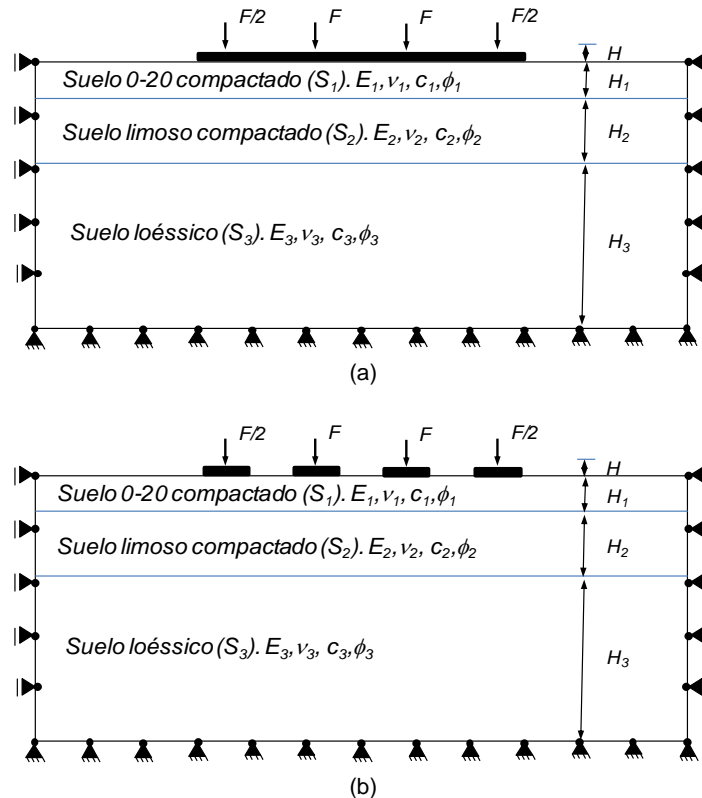 F/2 F F F/2
H
Suelo 0-20 compactado (S₁). E₁,ν₁, c₁,ϕ₁
H₁
Suelo limoso compactado (S₂). E₂,ν₂, c₂,ϕ₂
H₂
Suelo loéssico (S₃). E₃,ν₃, c₃,ϕ₃
H₃
(a)
F/2 F F F/2
H
Suelo 0-20 compactado (S₁). E₁,ν₁, c₁,ϕ₁
H₁
Suelo limoso compactado (S₂). E₂,ν₂, c₂,ϕ₂
H₂
Suelo loéssico (S₃). E₃,ν₃, c₃,ϕ₃
H₃
(b)